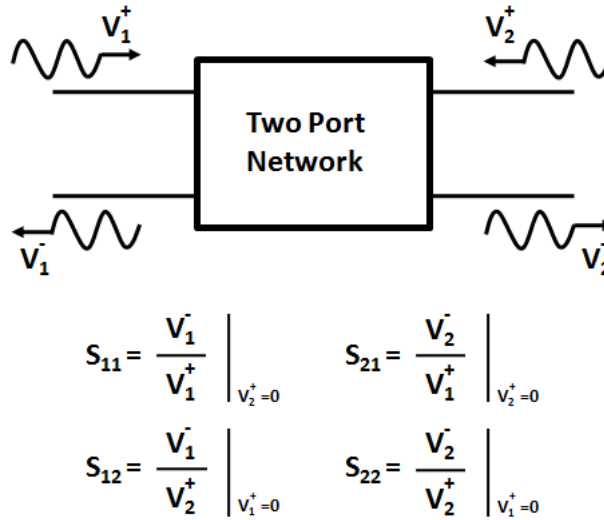 V₁⁺ V₂⁺
Two Port
Network
V₁⁻ V₂⁻
S₁₁ = V₁⁻ / V₁⁺ | V₂⁺=0 S₂₁ = V₂⁻ / V₁⁺ | V₂⁺=0
S₁₂ = V₁⁻ / V₂⁺ | V₁⁺=0 S₂₂ = V₂⁻ / V₂⁺ | V₁⁺=0